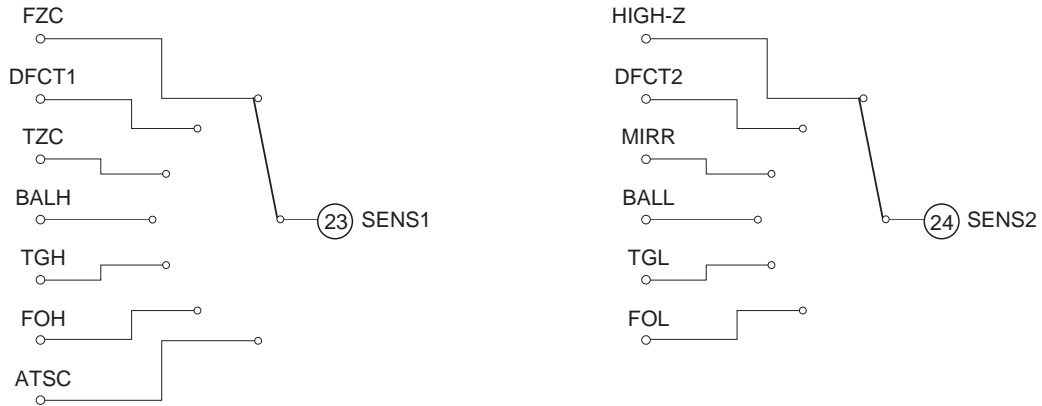 FZC
DFCT1
TZC
BALH
TGH
FOH
ATSC
23 SENS1
HIGH-Z
DFCT2
MIRR
BALL
TGL
FOL
24 SENS2